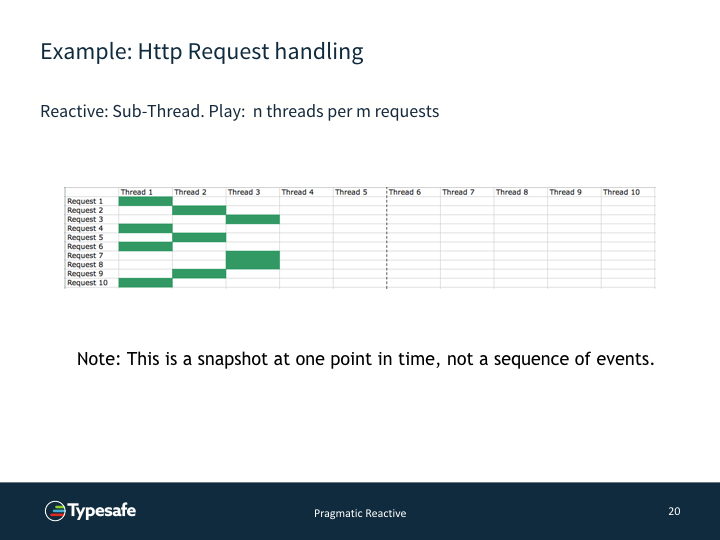 Example: Http Request handling
Reactive: Sub-Thread. Play: n threads per m requests
Thread 1 Thread 2 Thread 3 Thread 4 Thread 5 Thread 6 Thread 7 Thread 8 Thread 9 Thread 10
Request 1
Request 2
Request 3
Request 4
Request 5
Request 6
Request 7
Request 8
Request 9
Request 10
Note: This is a snapshot at one point in time, not a sequence of events.
Typesafe
Pragmatic Reactive
20